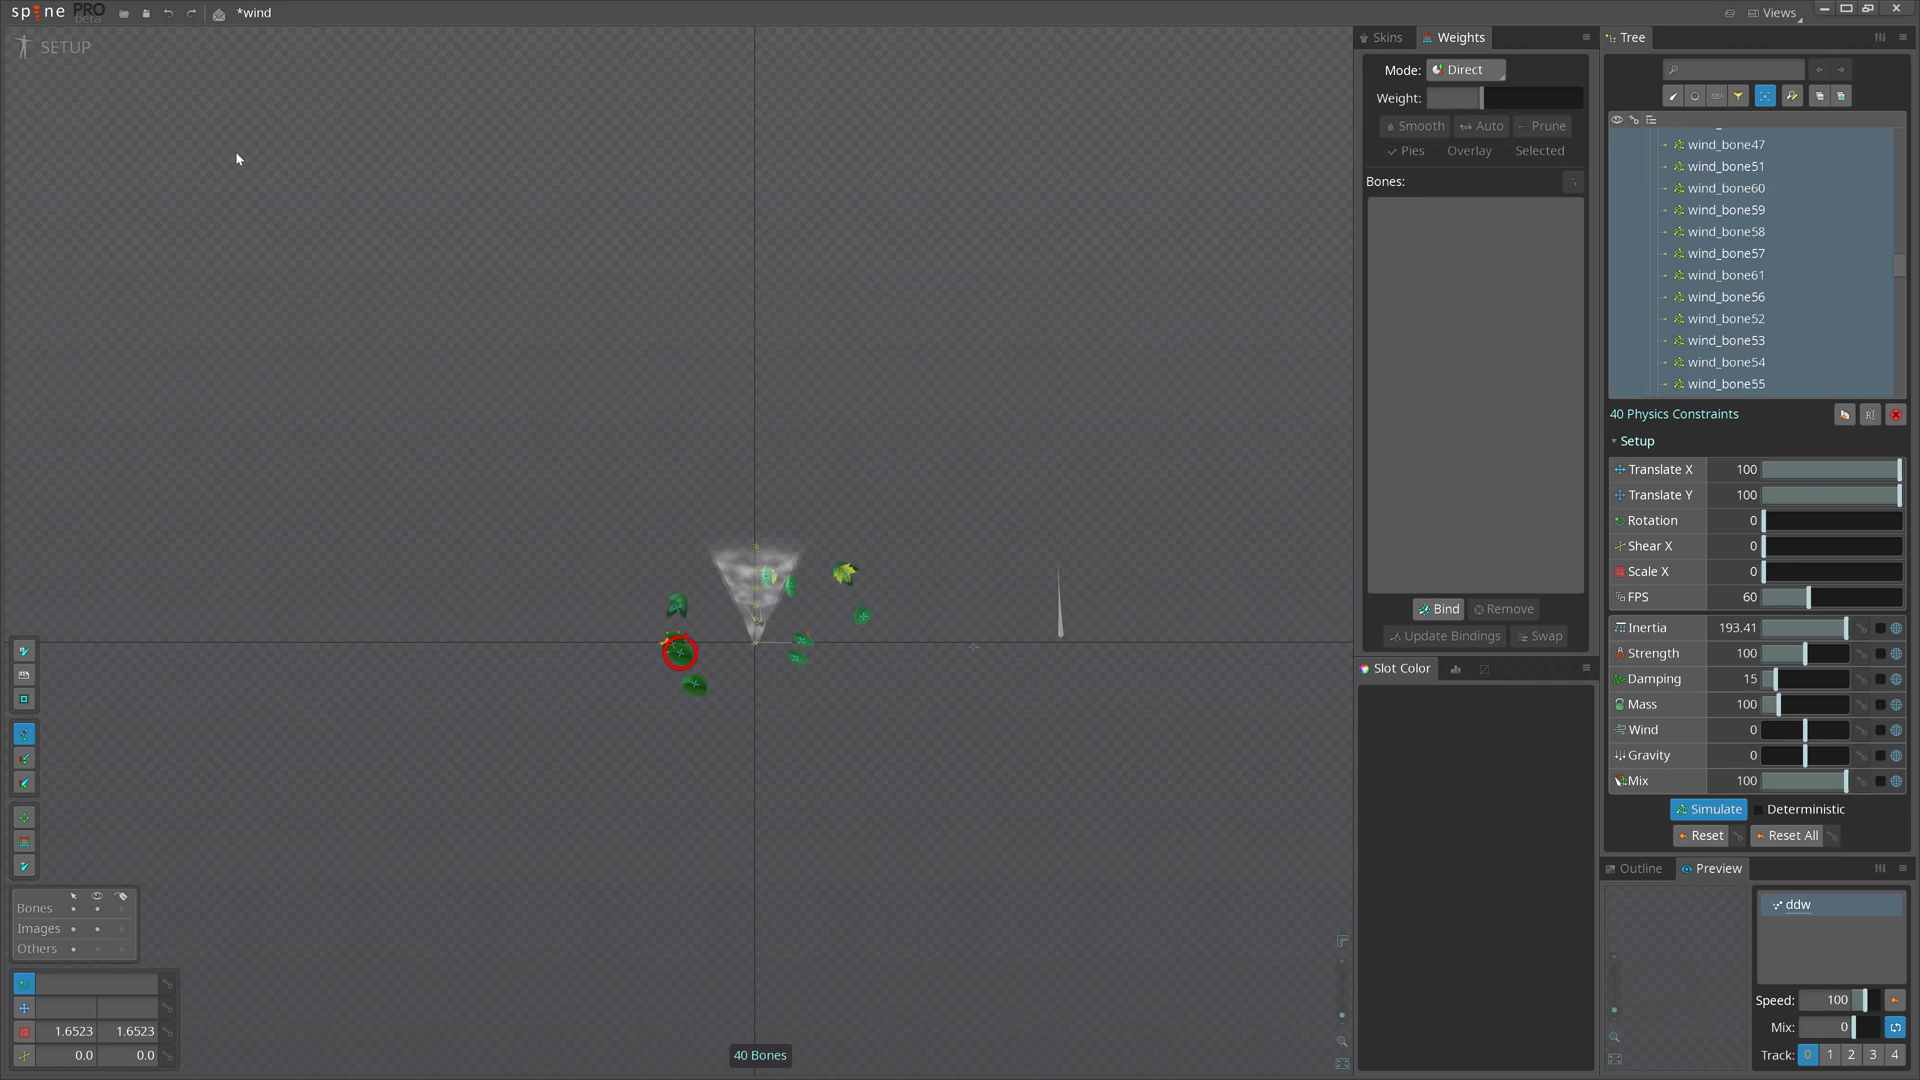 spine PRO
beta
*wind
Views
SETUP
Skins
Weights
Mode:
Direct
Weight:
Smooth
Auto
Prune
Pies
Overlay
Selected
Bones:
Bind
Remove
Update Bindings
Swap
Slot Color
Tree
wind_bone47
wind_bone51
wind_bone60
wind_bone59
wind_bone58
wind_bone57
wind_bone61
wind_bone56
wind_bone52
wind_bone53
wind_bone54
wind_bone55
40 Physics Constraints
Setup
Translate X 100
Translate Y 100
Rotation 0
Shear X 0
Scale X 0
FPS 60
Inertia 193.41
Strength 100
Damping 15
Mass 100
Wind 0
Gravity 0
Mix 100
Simulate
Deterministic
Reset
Reset All
Outline
Preview
ddw
Speed: 100
Mix: 0
Track: 0 1 2 3 4
Bones
Images
Others
1.6523 1.6523
0.0 0.0
40 Bones